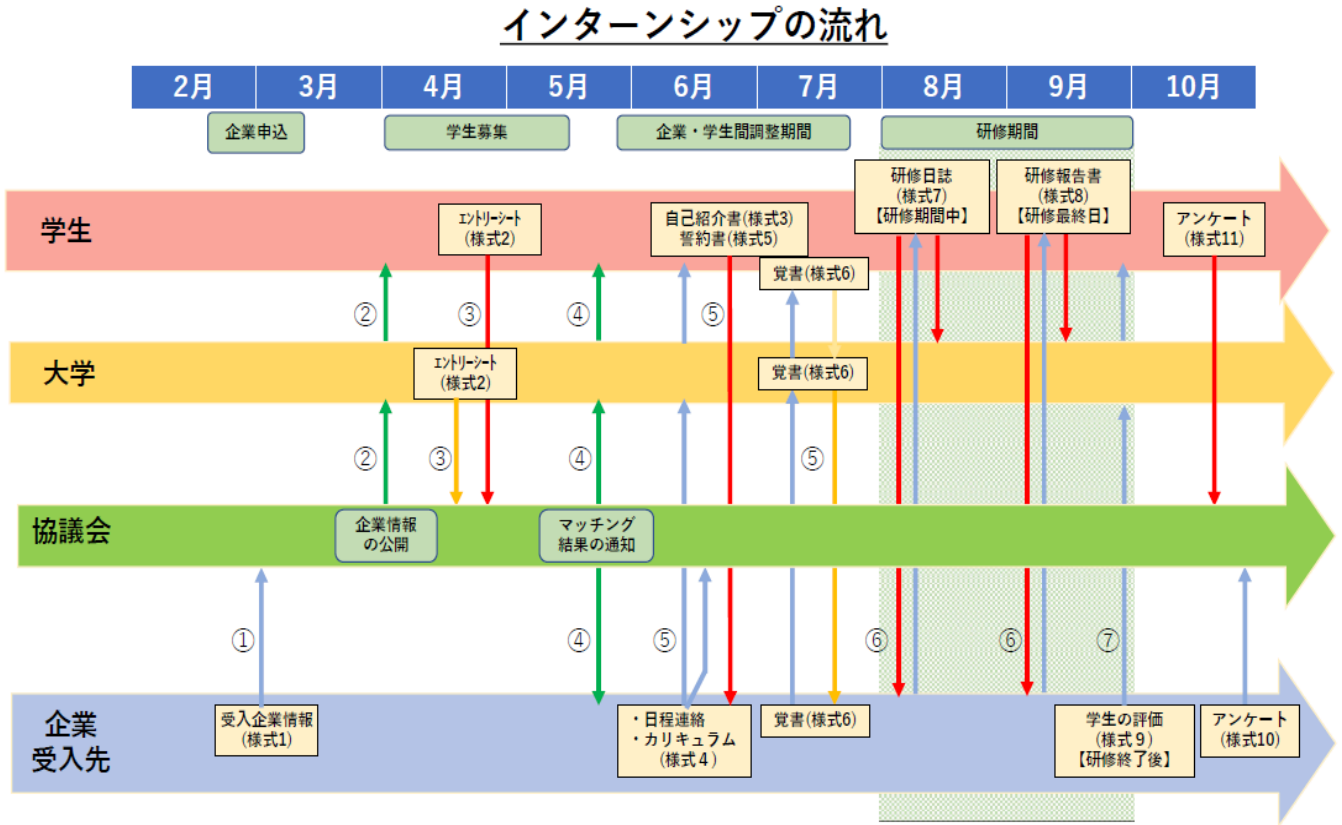 インターンシップの流れ
2月 3月 4月 5月 6月 7月 8月 9月 10月
企業申込 学生募集 企業・学生間調整期間 研修期間
学生
エントリーシート
(様式2)
自己紹介書(様式3)
誓約書(様式5)
覚書(様式6)
研修日誌
(様式7)
【研修期間中】
研修報告書
(様式8)
【研修最終日】
アンケート
(様式11)
② ③ ④ ⑤
大学
エントリーシート
(様式2)
覚書(様式6)
② ③ ④ ⑤
協議会
企業情報
の公開
マッチング
結果の通知
① ④ ⑤ ⑥ ⑥ ⑦
企業
受入先
受入企業情報
(様式1)
・日程連絡
・カリキュラム
(様式4)
覚書(様式6)
学生の評価
(様式9)
【研修終了後】
アンケート
(様式10)